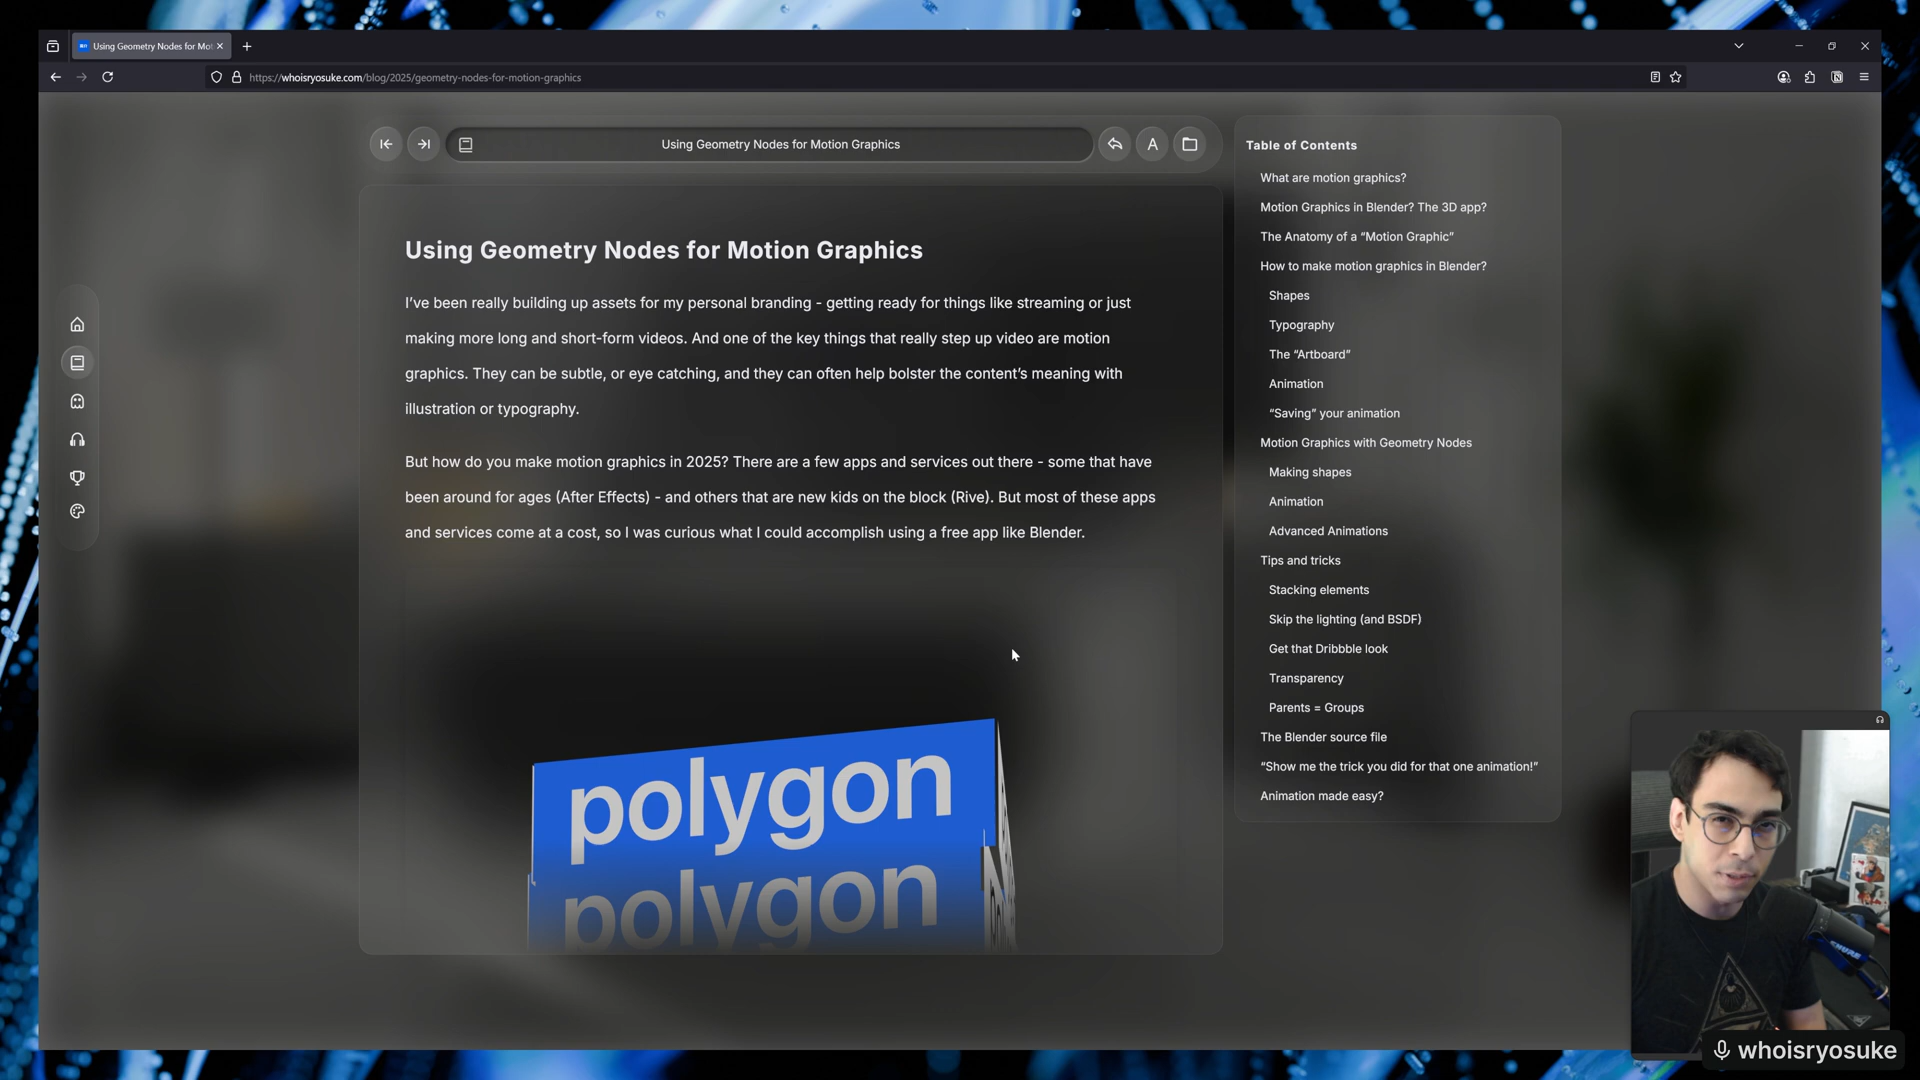 Using Geometry Nodes for Mot
https://whoisryosuke.com/blog/2025/geometry-nodes-for-motion-graphics
Using Geometry Nodes for Motion Graphics
A
Using Geometry Nodes for Motion Graphics
I’ve been really building up assets for my personal branding - getting ready for things like streaming or just
making more long and short-form videos. And one of the key things that really step up video are motion
graphics. They can be subtle, or eye catching, and they can often help bolster the content’s meaning with
illustration or typography.
But how do you make motion graphics in 2025? There are a few apps and services out there - some that have
been around for ages (After Effects) - and others that are new kids on the block (Rive). But most of these apps
and services come at a cost, so I was curious what I could accomplish using a free app like Blender.
polygon
polygon
Table of Contents
What are motion graphics?
Motion Graphics in Blender? The 3D app?
The Anatomy of a “Motion Graphic”
How to make motion graphics in Blender?
Shapes
Typography
The “Artboard”
Animation
“Saving” your animation
Motion Graphics with Geometry Nodes
Making shapes
Animation
Advanced Animations
Tips and tricks
Stacking elements
Skip the lighting (and BSDF)
Get that Dribbble look
Transparency
Parents = Groups
The Blender source file
“Show me the trick you did for that one animation!”
Animation made easy?
SHURE
whoisryosuke